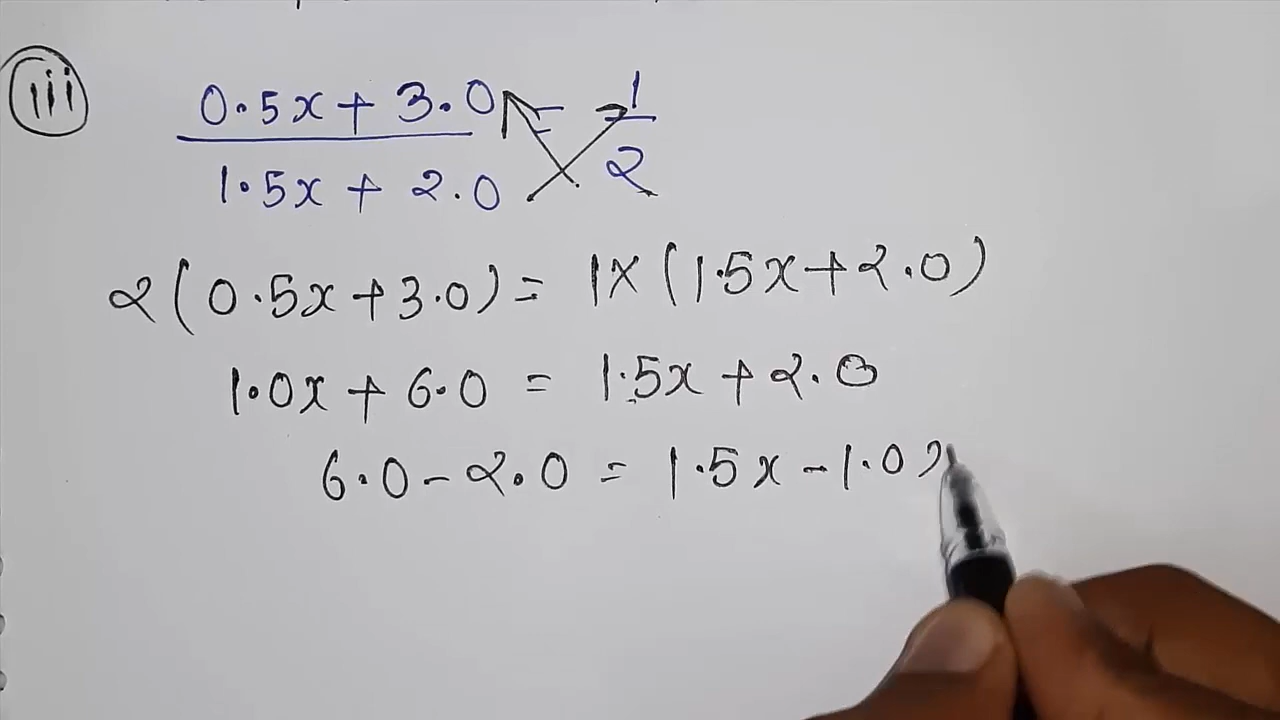 iii
0.5x + 3.0 = 1
1.5x + 2.0 2
2(0.5x+3.0) = 1×(1.5x+2.0)
1.0x + 6.0 = 1.5x + 2.0
6.0 - 2.0 = 1.5x - 1.0x